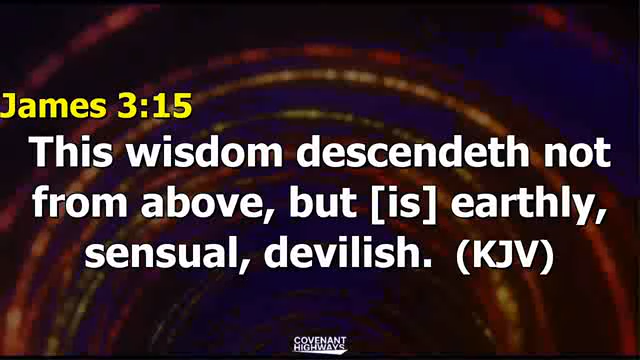 James 3:15
This wisdom descendeth not
from above, but [is] earthly,
sensual, devilish. (KJV)
COVENANT
HIGHWAYS